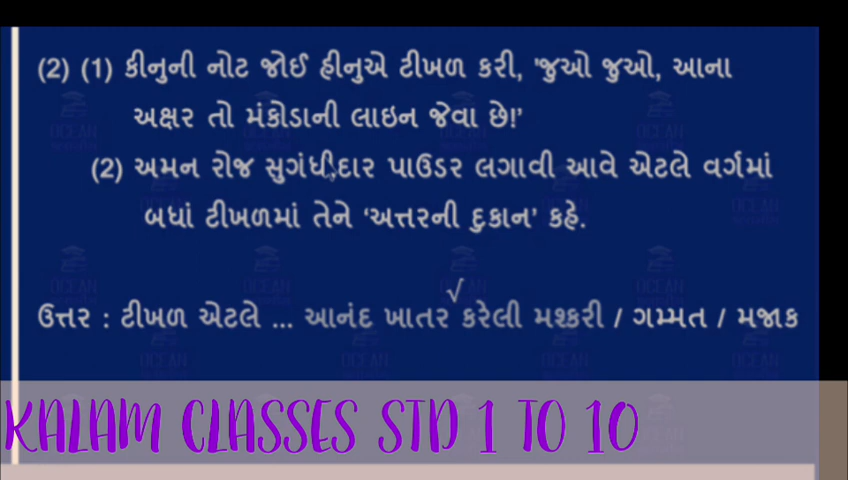 (2) (1) કીનુની નોટ જોઈ હીનુએ ટીખળ કરી, 'જુઓ જુઓ, આના
અક્ષર તો મંકોડાની લાઇન જેવા છે!'
(2) અમન રોજ સુગંધીદાર પાઉડર લગાવી આવે એટલે વર્ગમાં
બધાં ટીખળમાં તેને ‘અત્તરની દુકાન’ કહે.
√
ઉત્તર : ટીખળ એટલે ... આનંદ ખાતર કરેલી મશ્કરી / ગમ્મત / મજાક
KALAM CLASSES STD 1 TO 10